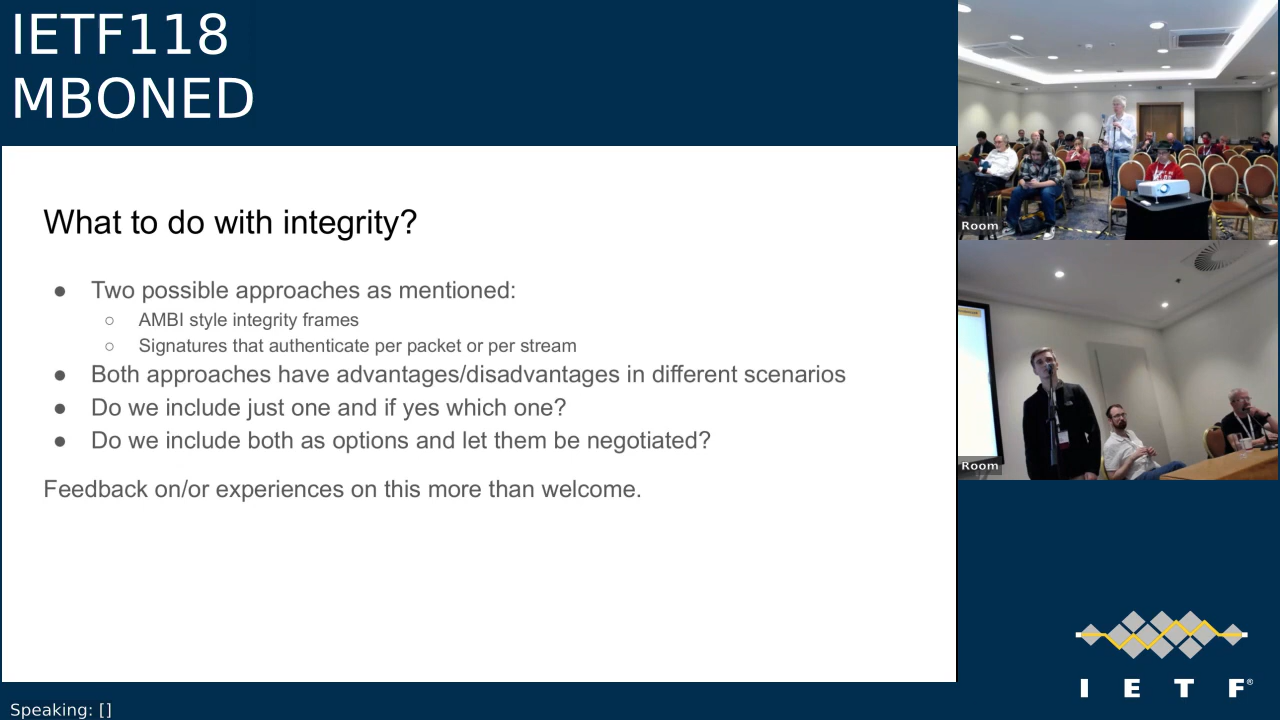 IETF118
MBONED
What to do with integrity?
● Two possible approaches as mentioned:
○ AMBI style integrity frames
○ Signatures that authenticate per packet or per stream
● Both approaches have advantages/disadvantages in different scenarios
● Do we include just one and if yes which one?
● Do we include both as options and let them be negotiated?
Feedback on/or experiences on this more than welcome.
Room
Room
I E T F®
Speaking: []